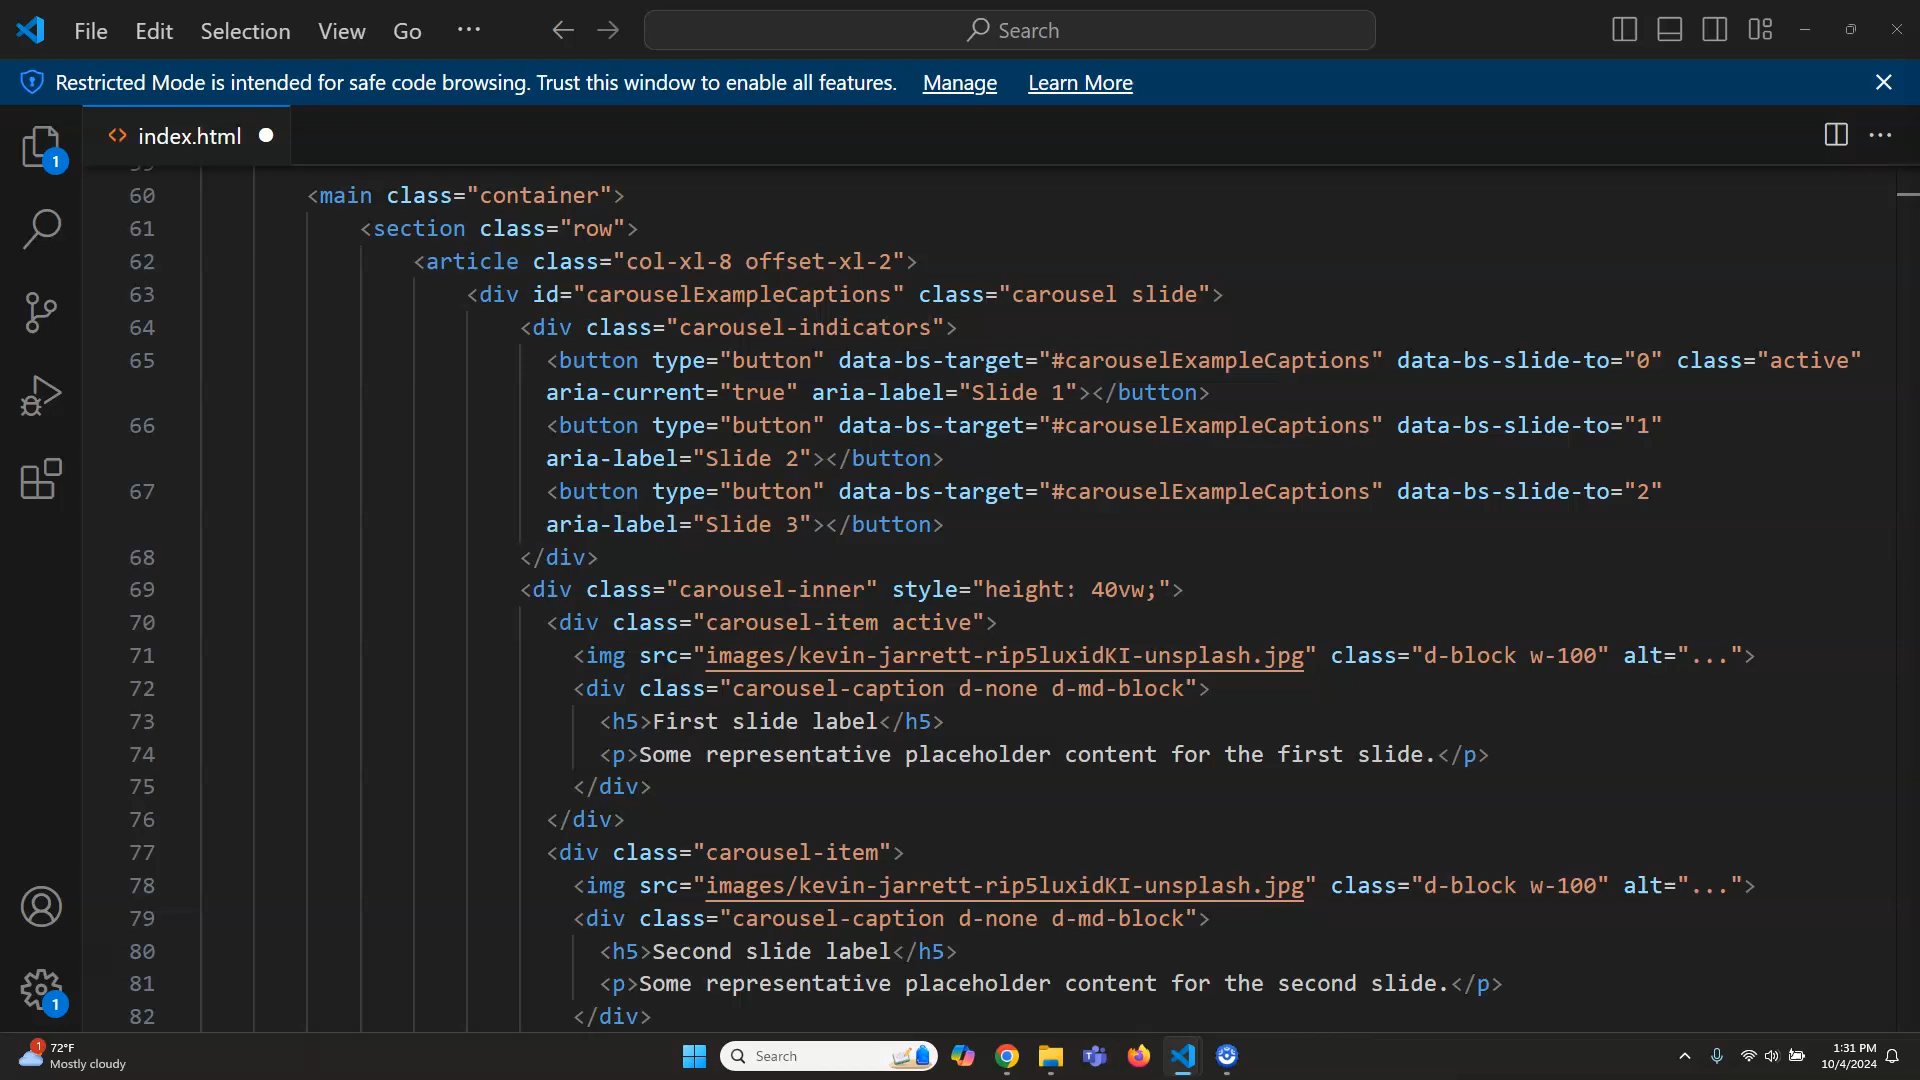 File Edit Selection View Go ··· Search
Restricted Mode is intended for safe code browsing. Trust this window to enable all features. Manage Learn More
1
<> index.html
60 <main class="container">
61 <section class="row">
62 <article class="col-xl-8 offset-xl-2">
63 <div id="carouselExampleCaptions" class="carousel slide">
64 <div class="carousel-indicators">
65 <button type="button" data-bs-target="#carouselExampleCaptions" data-bs-slide-to="0" class="active"
aria-current="true" aria-label="Slide 1"></button>
66 <button type="button" data-bs-target="#carouselExampleCaptions" data-bs-slide-to="1"
aria-label="Slide 2"></button>
67 <button type="button" data-bs-target="#carouselExampleCaptions" data-bs-slide-to="2"
aria-label="Slide 3"></button>
68 </div>
69 <div class="carousel-inner" style="height: 40vw;">
70 <div class="carousel-item active">
71 <img src="images/kevin-jarrett-rip5luxidKI-unsplash.jpg" class="d-block w-100" alt="...">
72 <div class="carousel-caption d-none d-md-block">
73 <h5>First slide label</h5>
74 <p>Some representative placeholder content for the first slide.</p>
75 </div>
76 </div>
77 <div class="carousel-item">
78 <img src="images/kevin-jarrett-rip5luxidKI-unsplash.jpg" class="d-block w-100" alt="...">
79 <div class="carousel-caption d-none d-md-block">
80 <h5>Second slide label</h5>
81 <p>Some representative placeholder content for the second slide.</p>
82 </div>
1
1 72°F
Mostly cloudy
Search
1:31 PM
10/4/2024